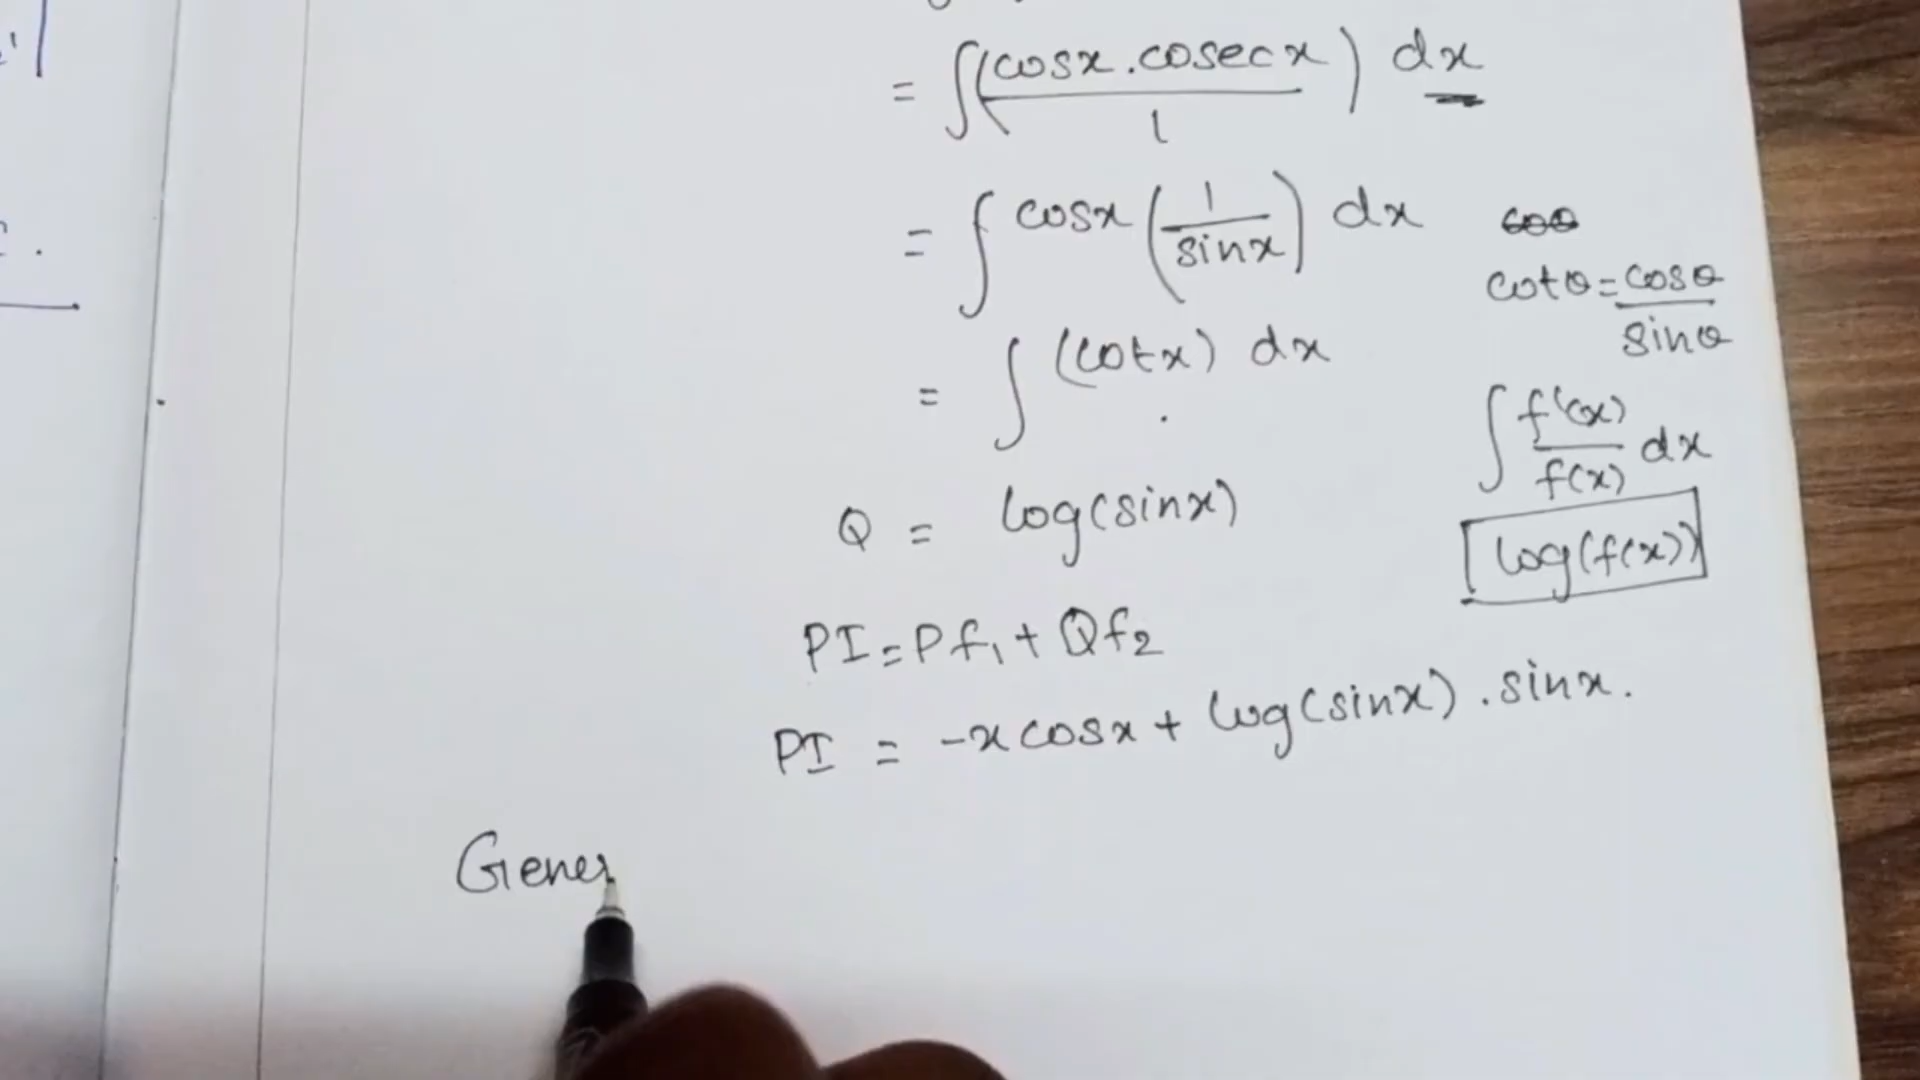 = ∫(cosx.cosecx / 1) dx
= ∫ cosx (1/sinx) dx
= ∫ (cotx) dx
Q = log(sinx)
PI = Pf₁ + Qf₂
PI = -x cosx + log(sinx) . sinx.
Gener
cotθ = cosθ/sinθ
∫ f'(x)/f(x) dx
log(f(x))